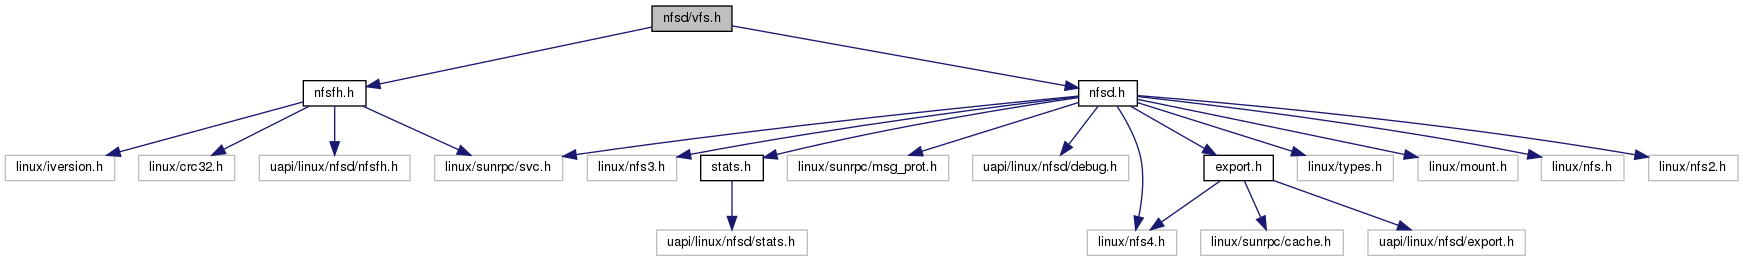 nfsd/vfs.h
nfsfh.h
nfsd.h
linux/iversion.h
linux/crc32.h
uapi/linux/nfsd/nfsfh.h
linux/sunrpc/svc.h
linux/nfs3.h
stats.h
linux/sunrpc/msg_prot.h
uapi/linux/nfsd/debug.h
export.h
linux/types.h
linux/mount.h
linux/nfs.h
linux/nfs2.h
uapi/linux/nfsd/stats.h
linux/nfs4.h
linux/sunrpc/cache.h
uapi/linux/nfsd/export.h